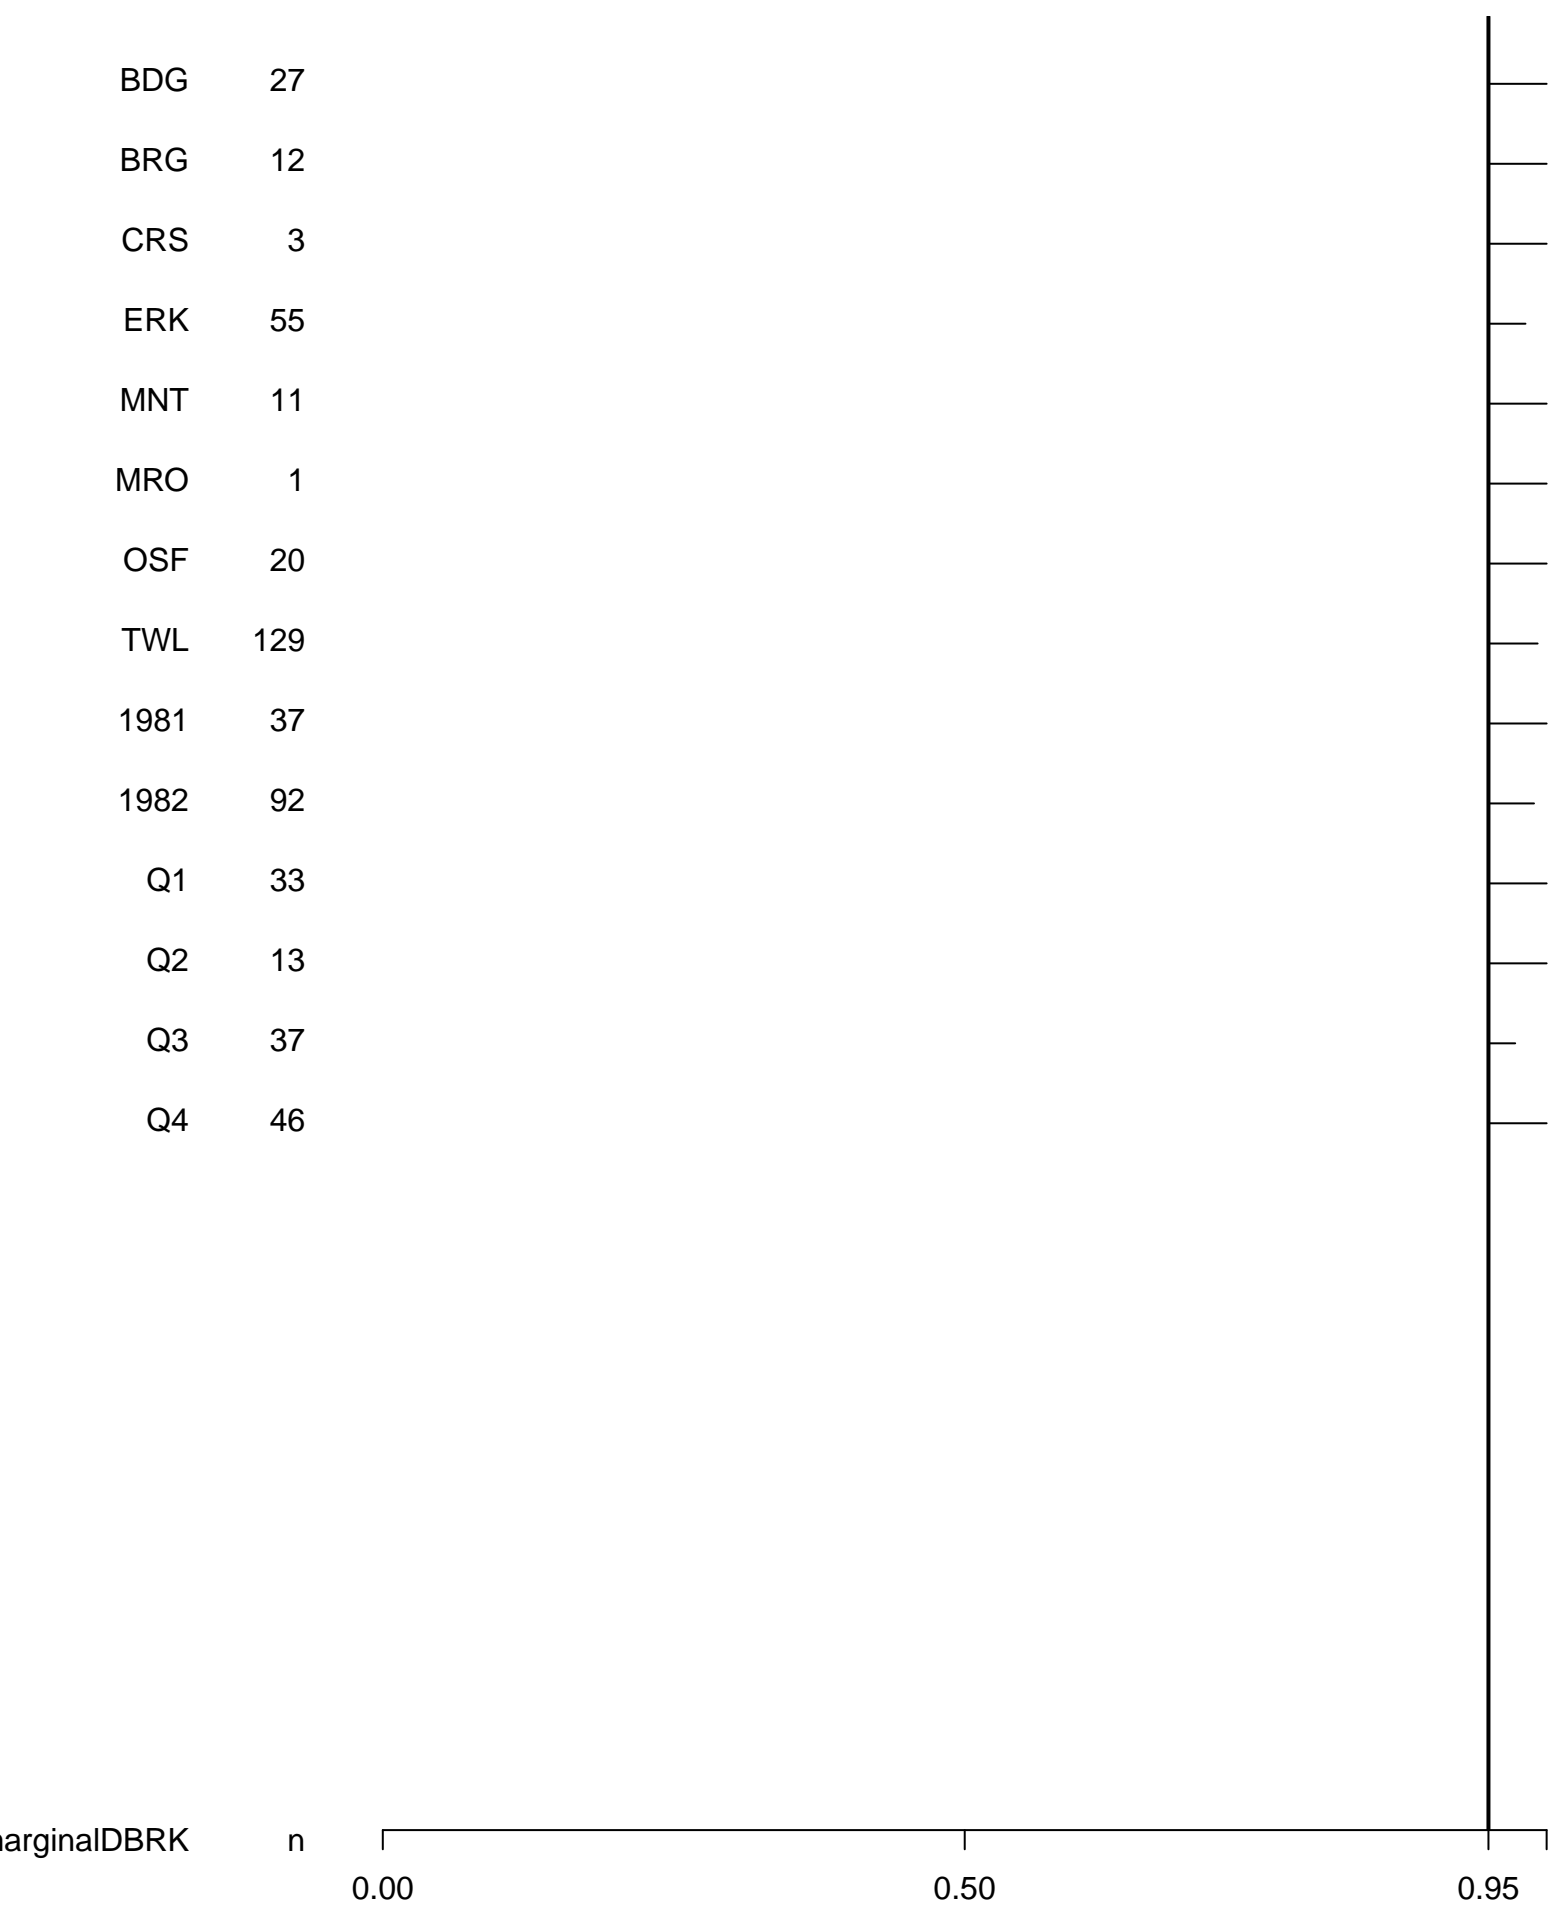 BDG 27
BRG 12
CRS 3
ERK 55
MNT 11
MRO 1
OSF 20
TWL 129
1981 37
1982 92
Q1 33
Q2 13
Q3 37
Q4 46
arginalDBRK n
0.00 0.50 0.95